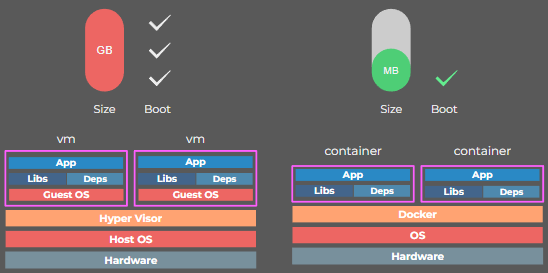 GB
MB
Size Boot
Size Boot
vm vm
App App
Libs Deps Libs Deps
Guest OS Guest OS
Hyper Visor
Host OS
Hardware
container container
App App
Libs Deps Libs Deps
Docker
OS
Hardware